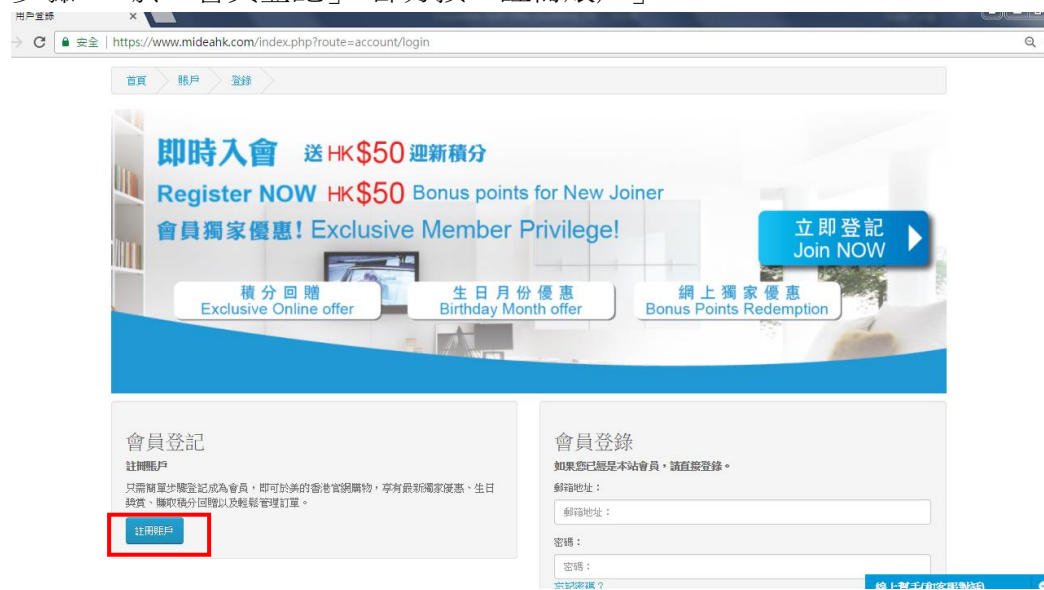 用戶登錄
安全 | https://www.mideahk.com/index.php?route=account/login
首頁 賬戶 登錄
即時入會 送 HK$50 迎新積分
Register NOW HK$50 Bonus points for New Joiner
會員獨家優惠! Exclusive Member Privilege!
立即登記
Join NOW
積分回贈
Exclusive Online offer
生日月份優惠
Birthday Month offer
網上獨家優惠
Bonus Points Redemption
會員登記
註冊賬戶
只需簡單步驟登記成為會員，即可於美的香港官網購物，享有最新獨家優惠、生日
獎賞、賺取積分回贈以及輕鬆管理訂單。
註冊賬戶
會員登錄
如果您已經是本站會員，請直接登錄。
郵箱地址：
郵箱地址：
密碼：
密碼：
忘記密碼？